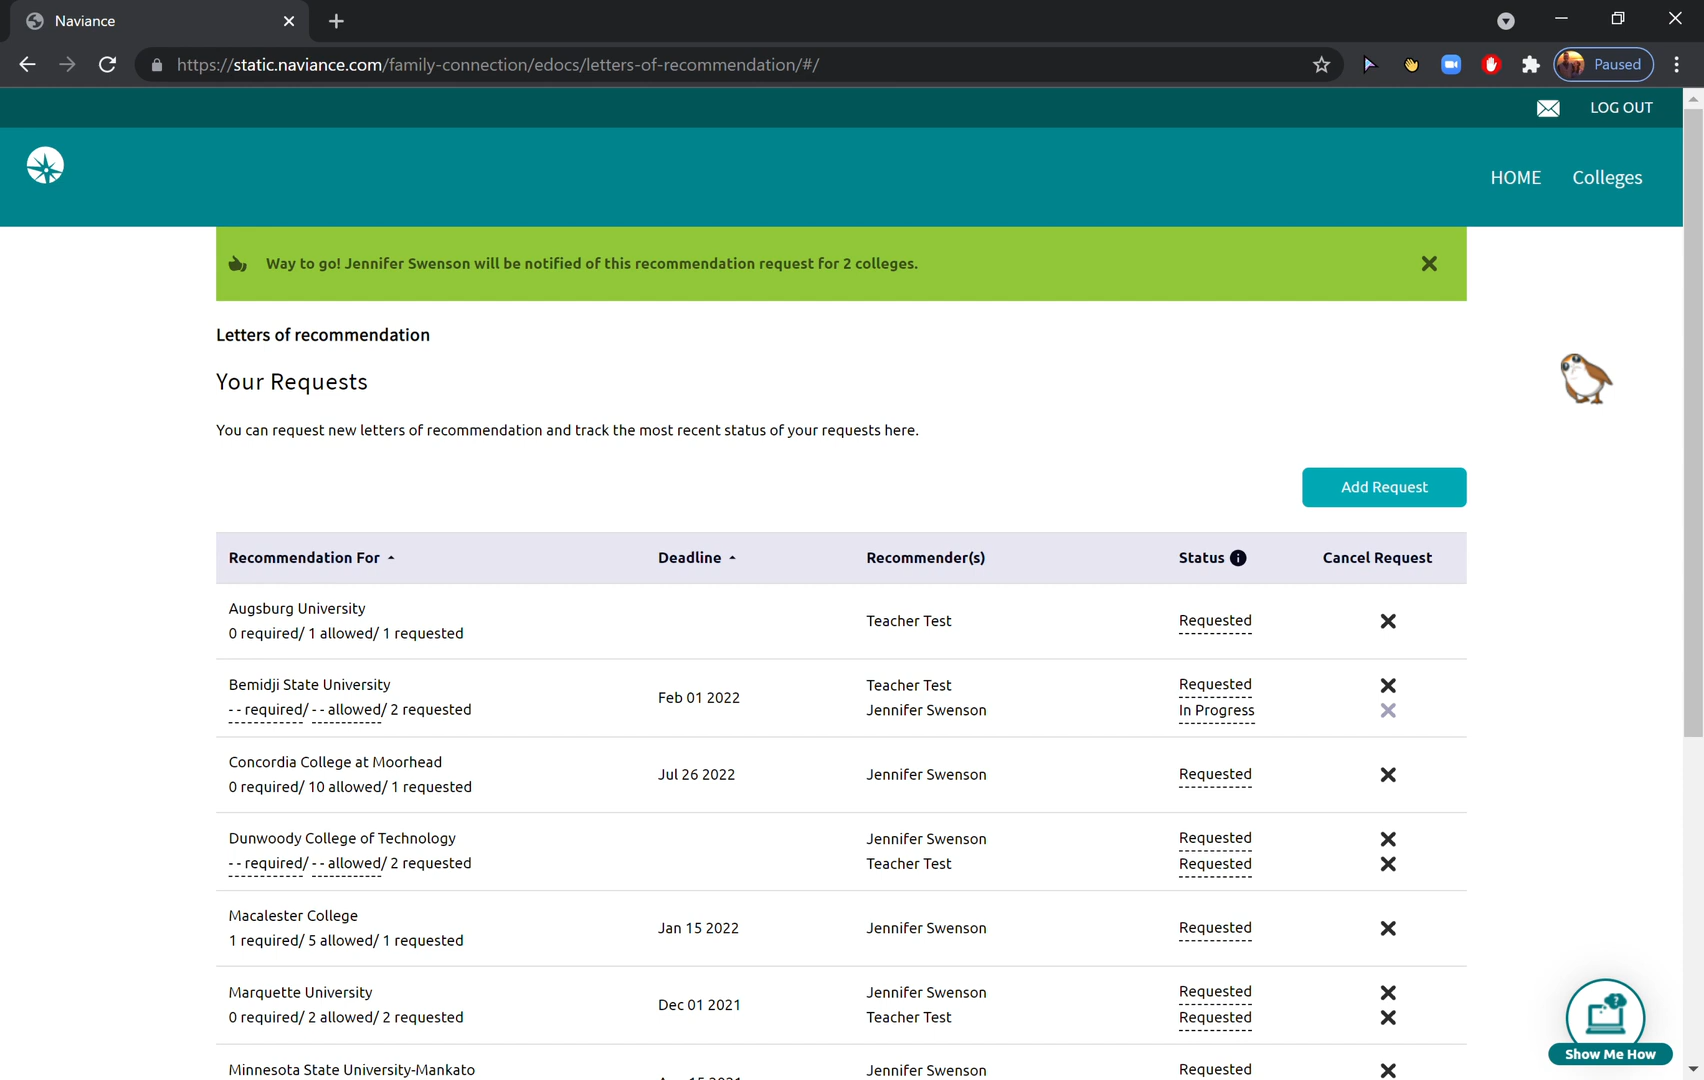 Naviance
Paused
https://static.naviance.com/family-connection/edocs/letters-of-recommendation/#/
LOG OUT
HOME Colleges
Way to go! Jennifer Swenson will be notified of this recommendation request for 2 colleges.
Letters of recommendation
Your Requests
You can request new letters of recommendation and track the most recent status of your requests here.
Add Request
Recommendation For Deadline Recommender(s) Status Cancel Request
Augsburg University
0 required/ 1 allowed/ 1 requested
Teacher Test Requested
Bemidji State University
- - required/ - - allowed/ 2 requested
Feb 01 2022
Teacher Test Requested
Jennifer Swenson In Progress
Concordia College at Moorhead
0 required/ 10 allowed/ 1 requested
Jul 26 2022 Jennifer Swenson Requested
Dunwoody College of Technology
- - required/ - - allowed/ 2 requested
Jennifer Swenson Requested
Teacher Test Requested
Macalester College
1 required/ 5 allowed/ 1 requested
Jan 15 2022 Jennifer Swenson Requested
Marquette University
0 required/ 2 allowed/ 2 requested
Dec 01 2021
Jennifer Swenson Requested
Teacher Test Requested
Minnesota State University-Mankato
Jennifer Swenson Requested
Show Me How